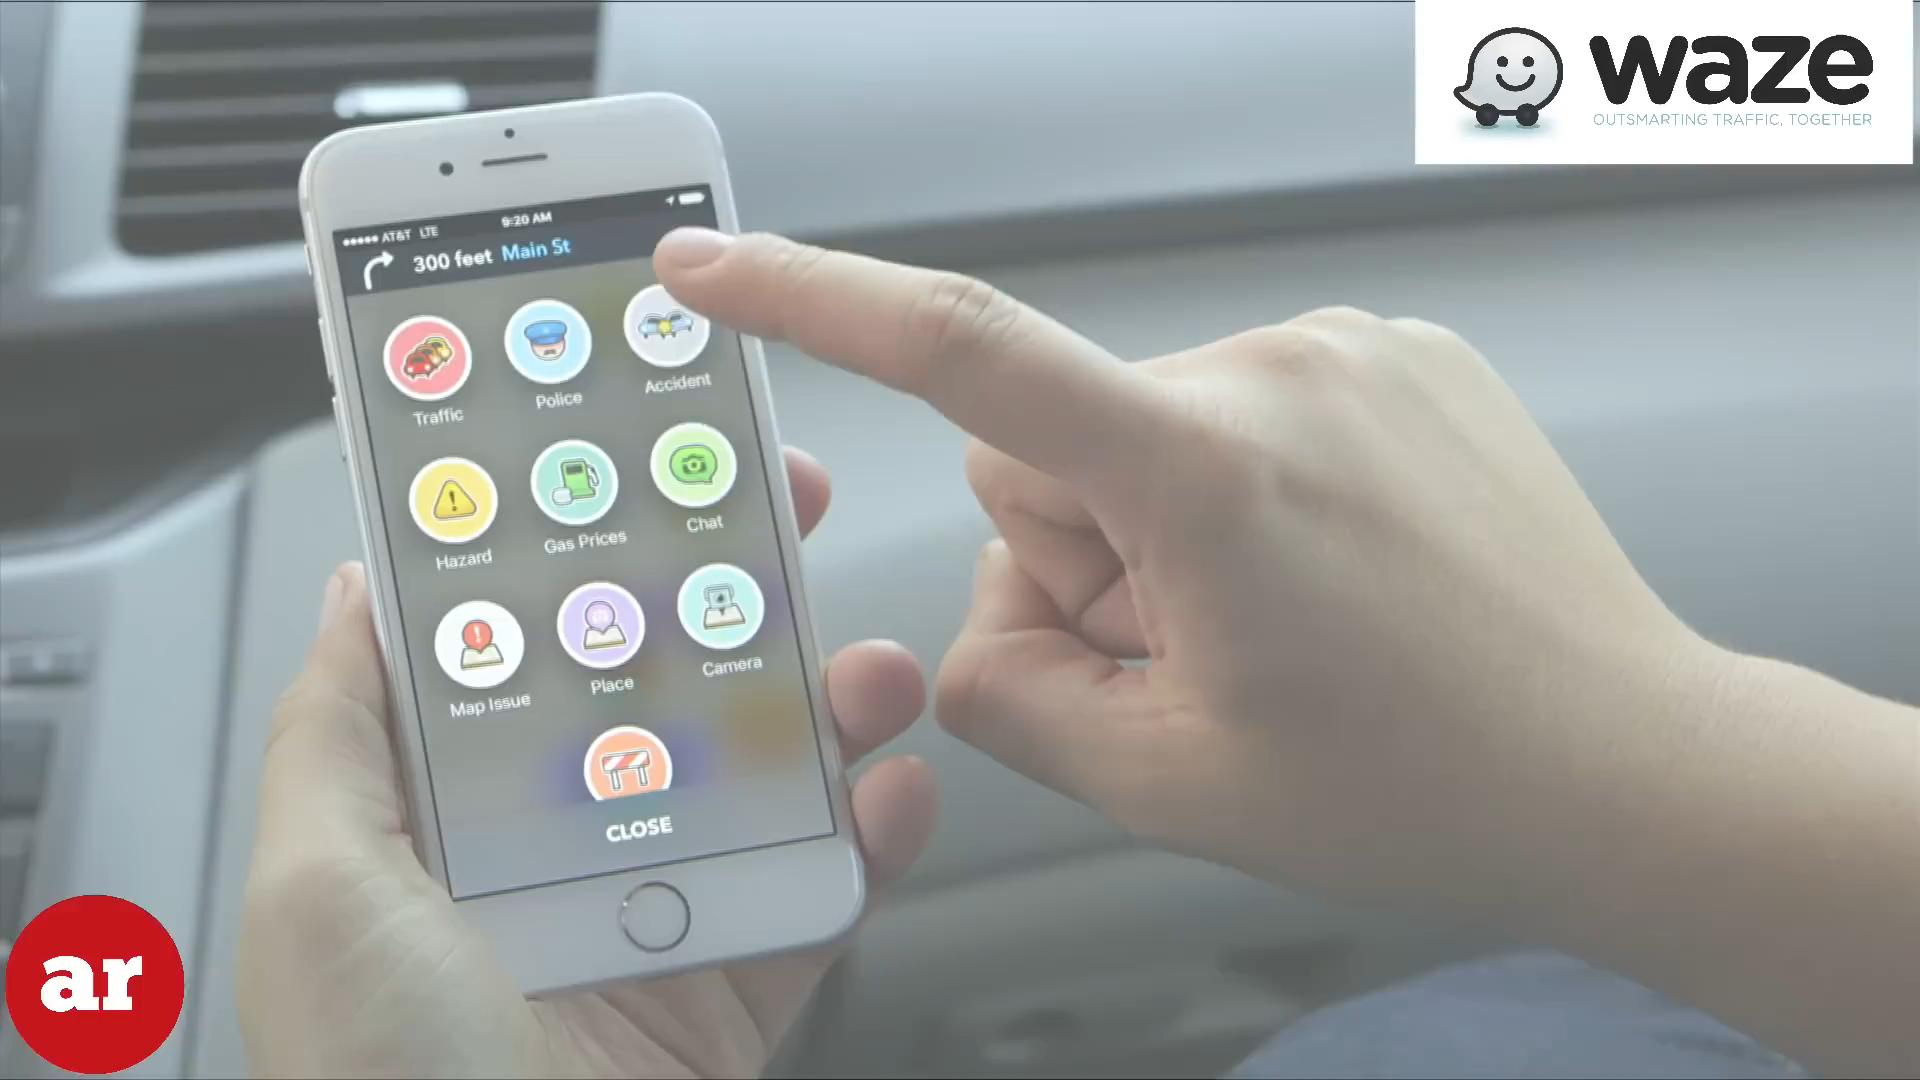 waze
OUTSMARTING TRAFFIC, TOGETHER
AT&T LTE 9:20 AM
300 feet Main St
Traffic Police Accident
Hazard Gas Prices Chat
Map Issue Place Camera
CLOSE
ar